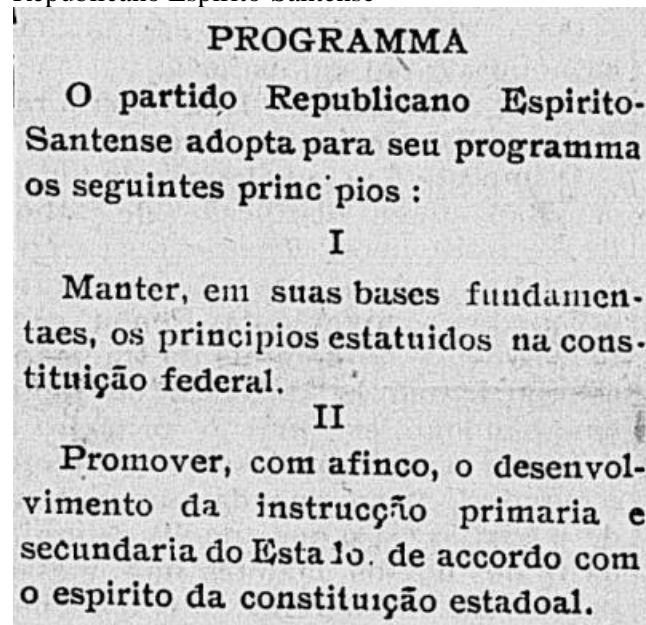 Republicano Espirito Santense
PROGRAMMA
O partido Republicano Espirito-
Santense adopta para seu programma
os seguintes princ pios :
I
Manter, em suas bases fundamen-
taes, os principios estatuidos na cons-
tituição federal.
II
Promover, com afinco, o desenvol-
vimento da instrucção primaria e
secundaria do Estado. de accordo com
o espirito da constituição estadoal.